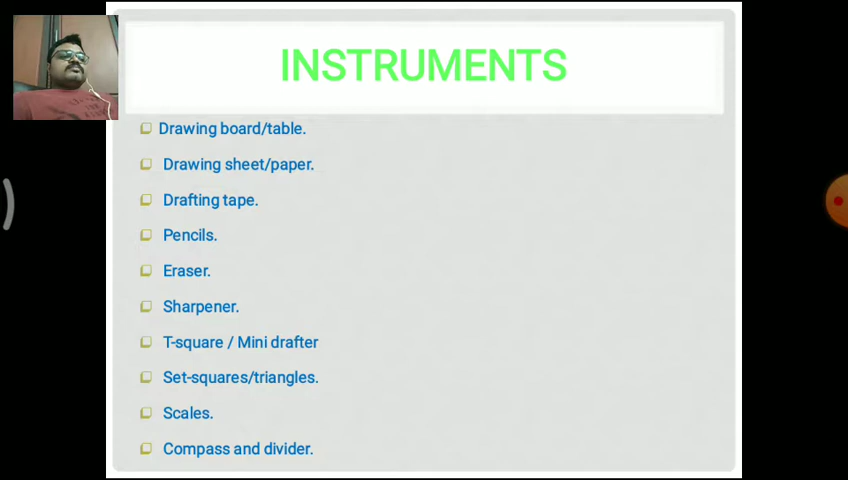 INSTRUMENTS
Drawing board/table.
Drawing sheet/paper.
Drafting tape.
Pencils.
Eraser.
Sharpener.
T-square / Mini drafter
Set-squares/triangles.
Scales.
Compass and divider.